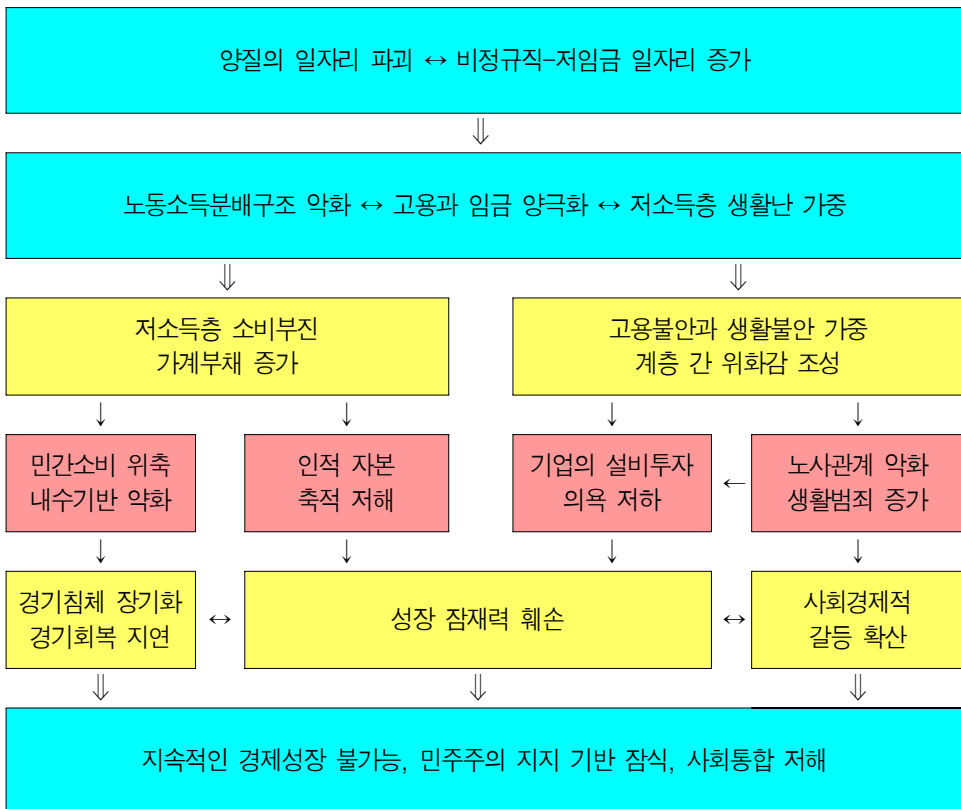 양질의 일자리 파괴 ↔ 비정규직-저임금 일자리 증가
⇓
노동소득분배구조 악화 ↔ 고용과 임금 양극화 ↔ 저소득층 생활난 가중
⇓ ⇓
저소득층 소비부진
가계부채 증가
고용불안과 생활불안 가중
계층 간 위화감 조성
↓ ↓ ↓ ↓
민간소비 위축
내수기반 약화
인적 자본
축적 저해
기업의 설비투자
의욕 저하
←
노사관계 악화
생활범죄 증가
↓ ↓ ↓ ↓
경기침체 장기화
경기회복 지연
↔
성장 잠재력 훼손
↔
사회경제적
갈등 확산
⇓ ⇓ ⇓
지속적인 경제성장 불가능, 민주주의 지지 기반 잠식, 사회통합 저해